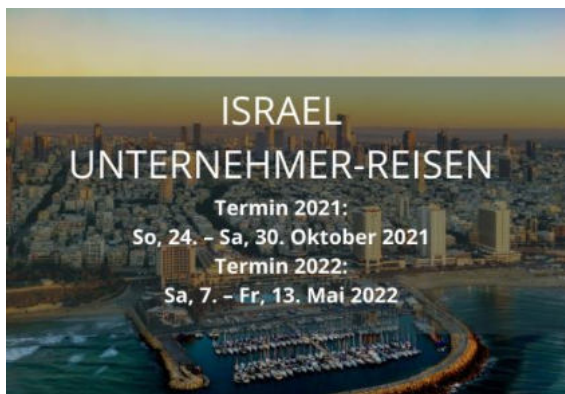 ISRAEL
UNTERNEHMER-REISEN
Termin 2021:
So, 24. – Sa, 30. Oktober 2021
Termin 2022:
Sa, 7. – Fr, 13. Mai 2022